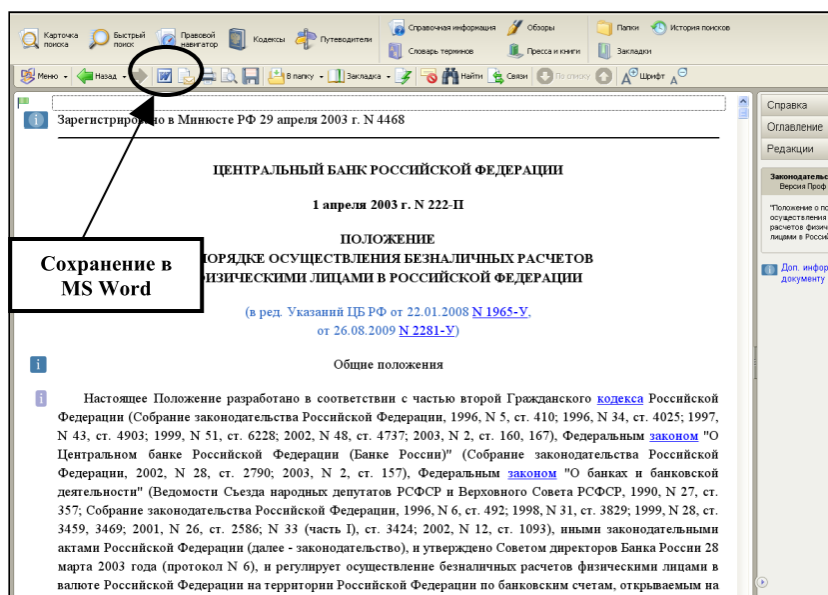 Карточка поиска
Быстрый поиск
Правовой навигатор
Кодексы
Путеводители
Справочная информация
Словарь терминов
Обзоры
Пресса и книги
Папки
Закладки
История поисков
Меню
Назад
В папку
Закладка
Найти
Связи
По списку
Шрифт
Зарегистрировано в Минюсте РФ 29 апреля 2003 г. N 4468
ЦЕНТРАЛЬНЫЙ БАНК РОССИЙСКОЙ ФЕДЕРАЦИИ
1 апреля 2003 г. N 222-П
ПОЛОЖЕНИЕ
ПОРЯДКЕ ОСУЩЕСТВЛЕНИЯ БЕЗНАЛИЧНЫХ РАСЧЕТОВ
ФИЗИЧЕСКИМИ ЛИЦАМИ В РОССИЙСКОЙ ФЕДЕРАЦИИ
Сохранение в
MS Word
(в ред. Указаний ЦБ РФ от 22.01.2008 N 1965-У,
от 26.08.2009 N 2281-У)
Общие положения
Настоящее Положение разработано в соответствии с частью второй Гражданского кодекса Российской
Федерации (Собрание законодательства Российской Федерации, 1996, N 5, ст. 410; 1996, N 34, ст. 4025; 1997,
N 43, ст. 4903; 1999, N 51, ст. 6228; 2002, N 48, ст. 4737; 2003, N 2, ст. 160, 167), Федеральным законом "О
Центральном банке Российской Федерации (Банке России)" (Собрание законодательства Российской
Федерации, 2002, N 28, ст. 2790; 2003, N 2, ст. 157), Федеральным законом "О банках и банковской
деятельности" (Ведомости Съезда народных депутатов РСФСР и Верховного Совета РСФСР, 1990, N 27, ст.
357; Собрание законодательства Российской Федерации, 1996, N 6, ст. 492; 1998, N 31, ст. 3829; 1999, N 28, ст.
3459, 3469; 2001, N 26, ст. 2586; N 33 (часть I), ст. 3424; 2002, N 12, ст. 1093), иными законодательными
актами Российской Федерации (далее - законодательство), и утверждено Советом директоров Банка России 28
марта 2003 года (протокол N 6), и регулирует осуществление безналичных расчетов физическими лицами в
валюте Российской Федерации на территории Российской Федерации по банковским счетам, открываемым на
Справка
Оглавление
Редакции
Законодательс
Версия Проф
"Положение о по
осуществления
расчетов физич
лицами в Россий
Доп. инфор
документу